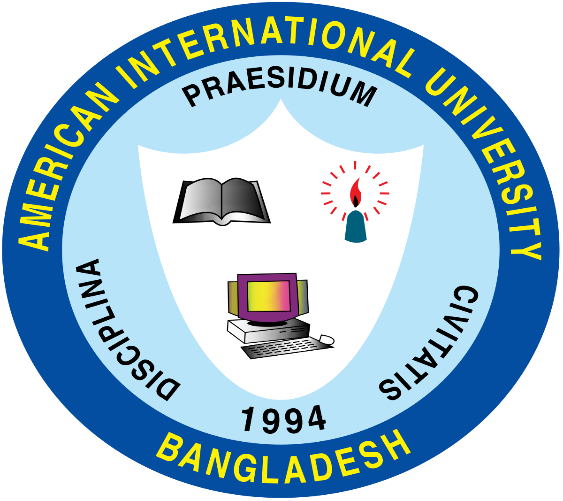 AMERICAN INTERNATIONAL UNIVERSITY
PRAESIDIUM
DISCIPLINA
CIVITATIS
1994
BANGLADESH